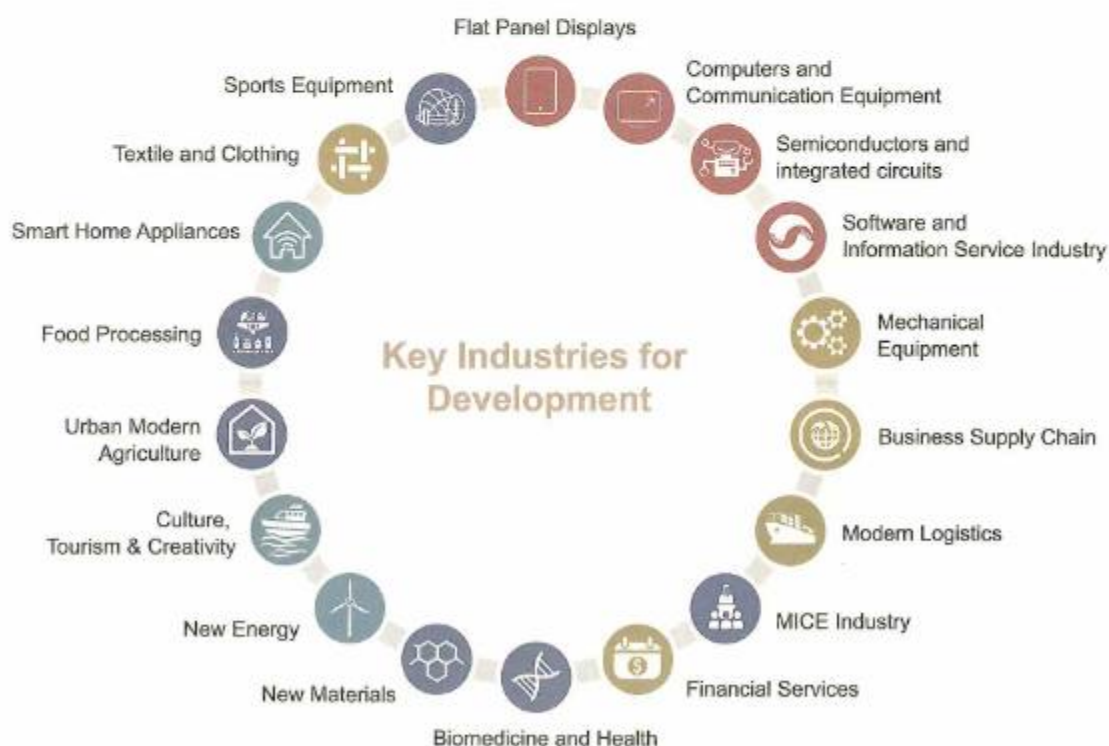 Flat Panel Displays
Computers and
Communication Equipment
Semiconductors and
integrated circuits
Software and
Information Service Industry
Mechanical
Equipment
Business Supply Chain
Modern Logistics
MICE Industry
Financial Services
Biomedicine and Health
New Materials
New Energy
Culture,
Tourism & Creativity
Urban Modern
Agriculture
Food Processing
Smart Home Appliances
Textile and Clothing
Sports Equipment
Key Industries for
Development